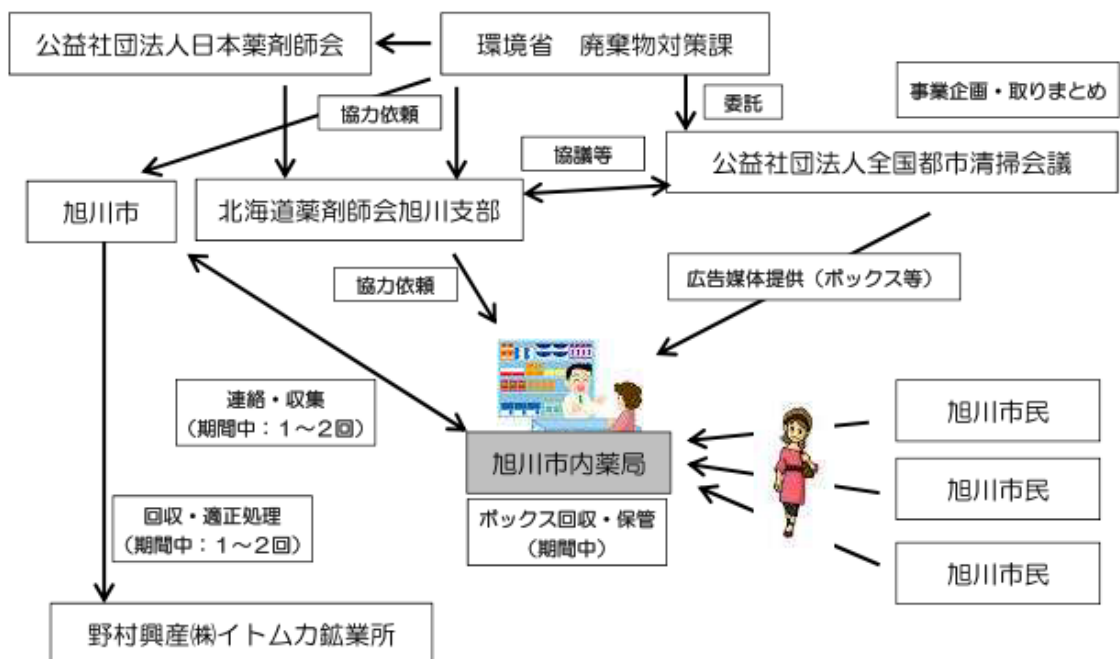 公益社団法人日本薬剤師会
環境省　廃棄物対策課
事業企画・取りまとめ
協力依頼
委託
協議等
公益社団法人全国都市清掃会議
旭川市
北海道薬剤師会旭川支部
協力依頼
広告媒体提供（ボックス等）
連絡・収集
（期間中：１～２回）
旭川市民
旭川市内薬局
旭川市民
回収・適正処理
（期間中：１～２回）
ボックス回収・保管
（期間中）
旭川市民
野村興産㈱イトムカ鉱業所